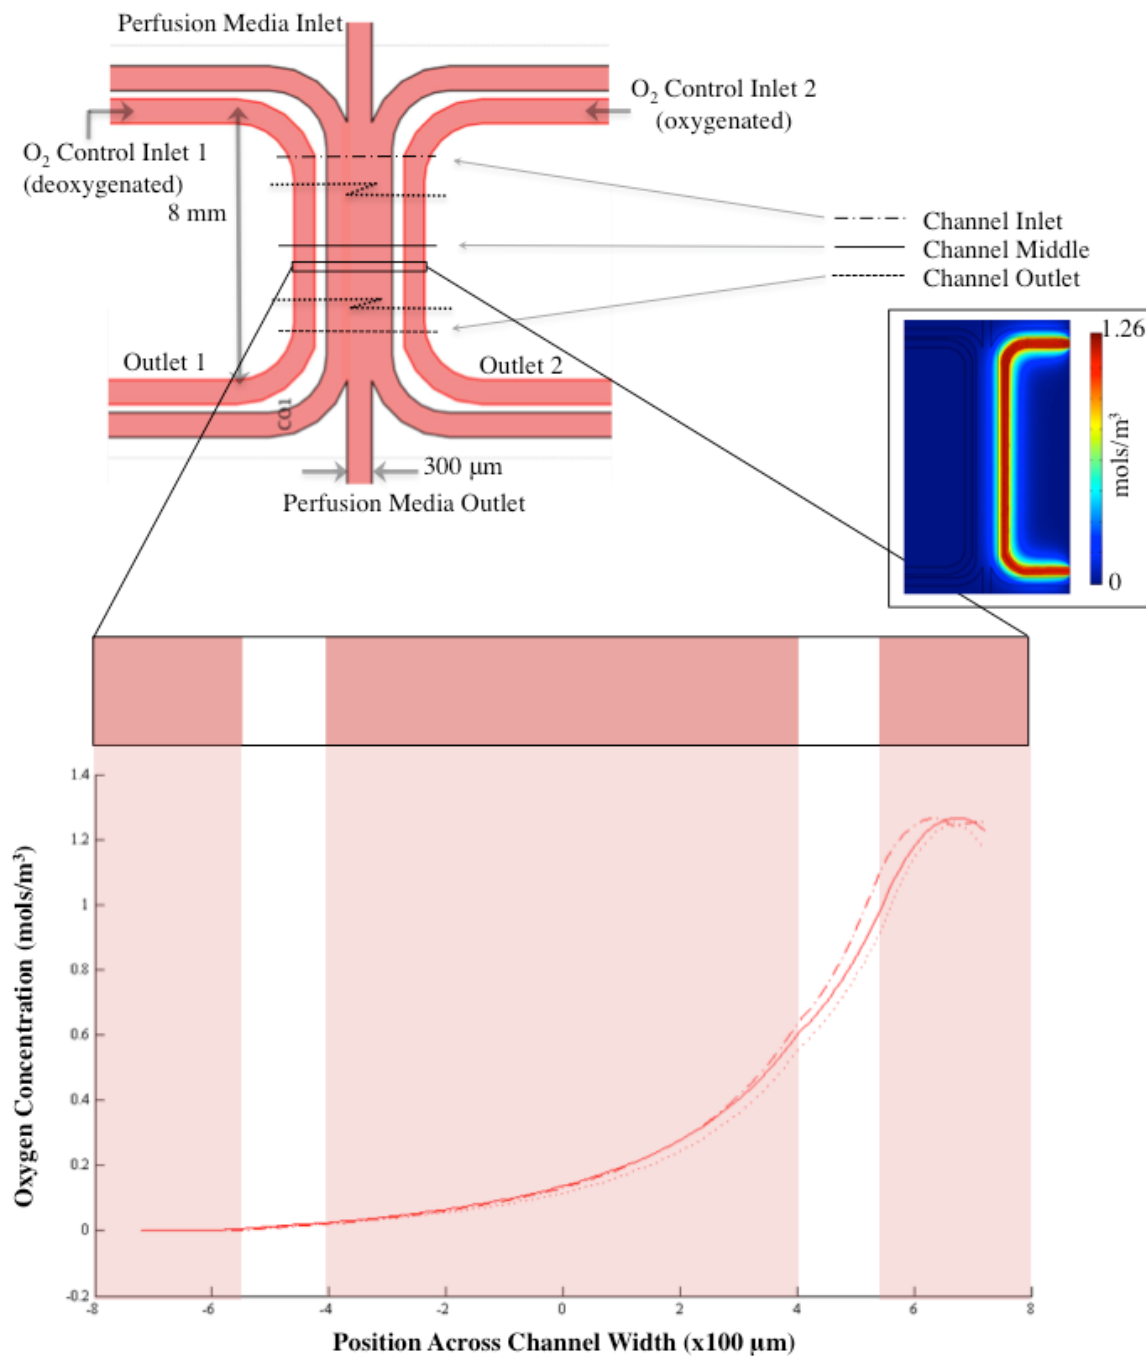 Perfusion Media Inlet
O₂ Control Inlet 2
(oxygenated)
O₂ Control Inlet 1
(deoxygenated)
8 mm
Channel Inlet
Channel Middle
Channel Outlet
Outlet 1
Outlet 2
CO1
300 µm
Perfusion Media Outlet
1.26
mols/m³
0
1.4
1.2
1
0.8
0.6
0.4
0.2
0
-0.2
Oxygen Concentration (mols/m³)
-8 -6 -4 -2 0 2 4 6 8
Position Across Channel Width (x100 µm)